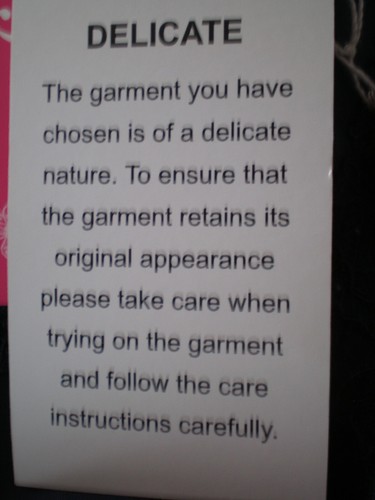 DELICATE
The garment you have
chosen is of a delicate
nature. To ensure that
the garment retains its
original appearance
please take care when
trying on the garment
and follow the care
instructions carefully.